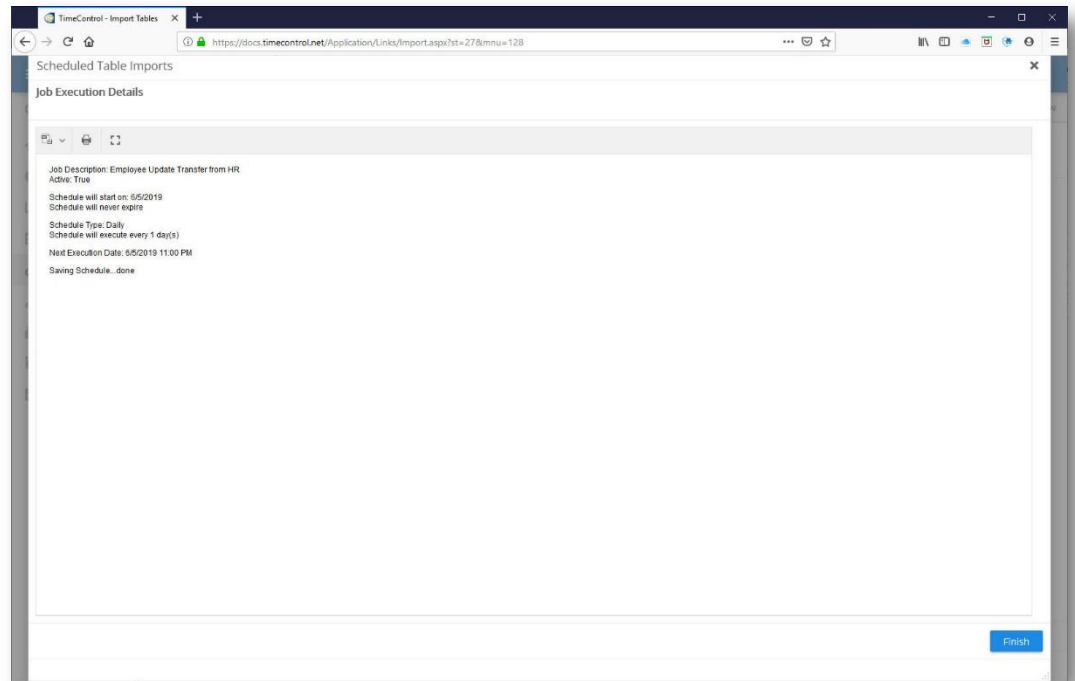 TimeControl - Import Tables
https://docs.timecontrol.net/Application/Links/Import.aspx?st=27&mnu=128
Scheduled Table Imports
Job Execution Details
Job Description: Employee Update Transfer from HR
Active: True
Schedule will start on: 6/5/2019
Schedule will never expire
Schedule Type: Daily
Schedule will execute every 1 day(s)
Next Execution Date: 6/5/2019 11:00 PM
Saving Schedule...done
Finish